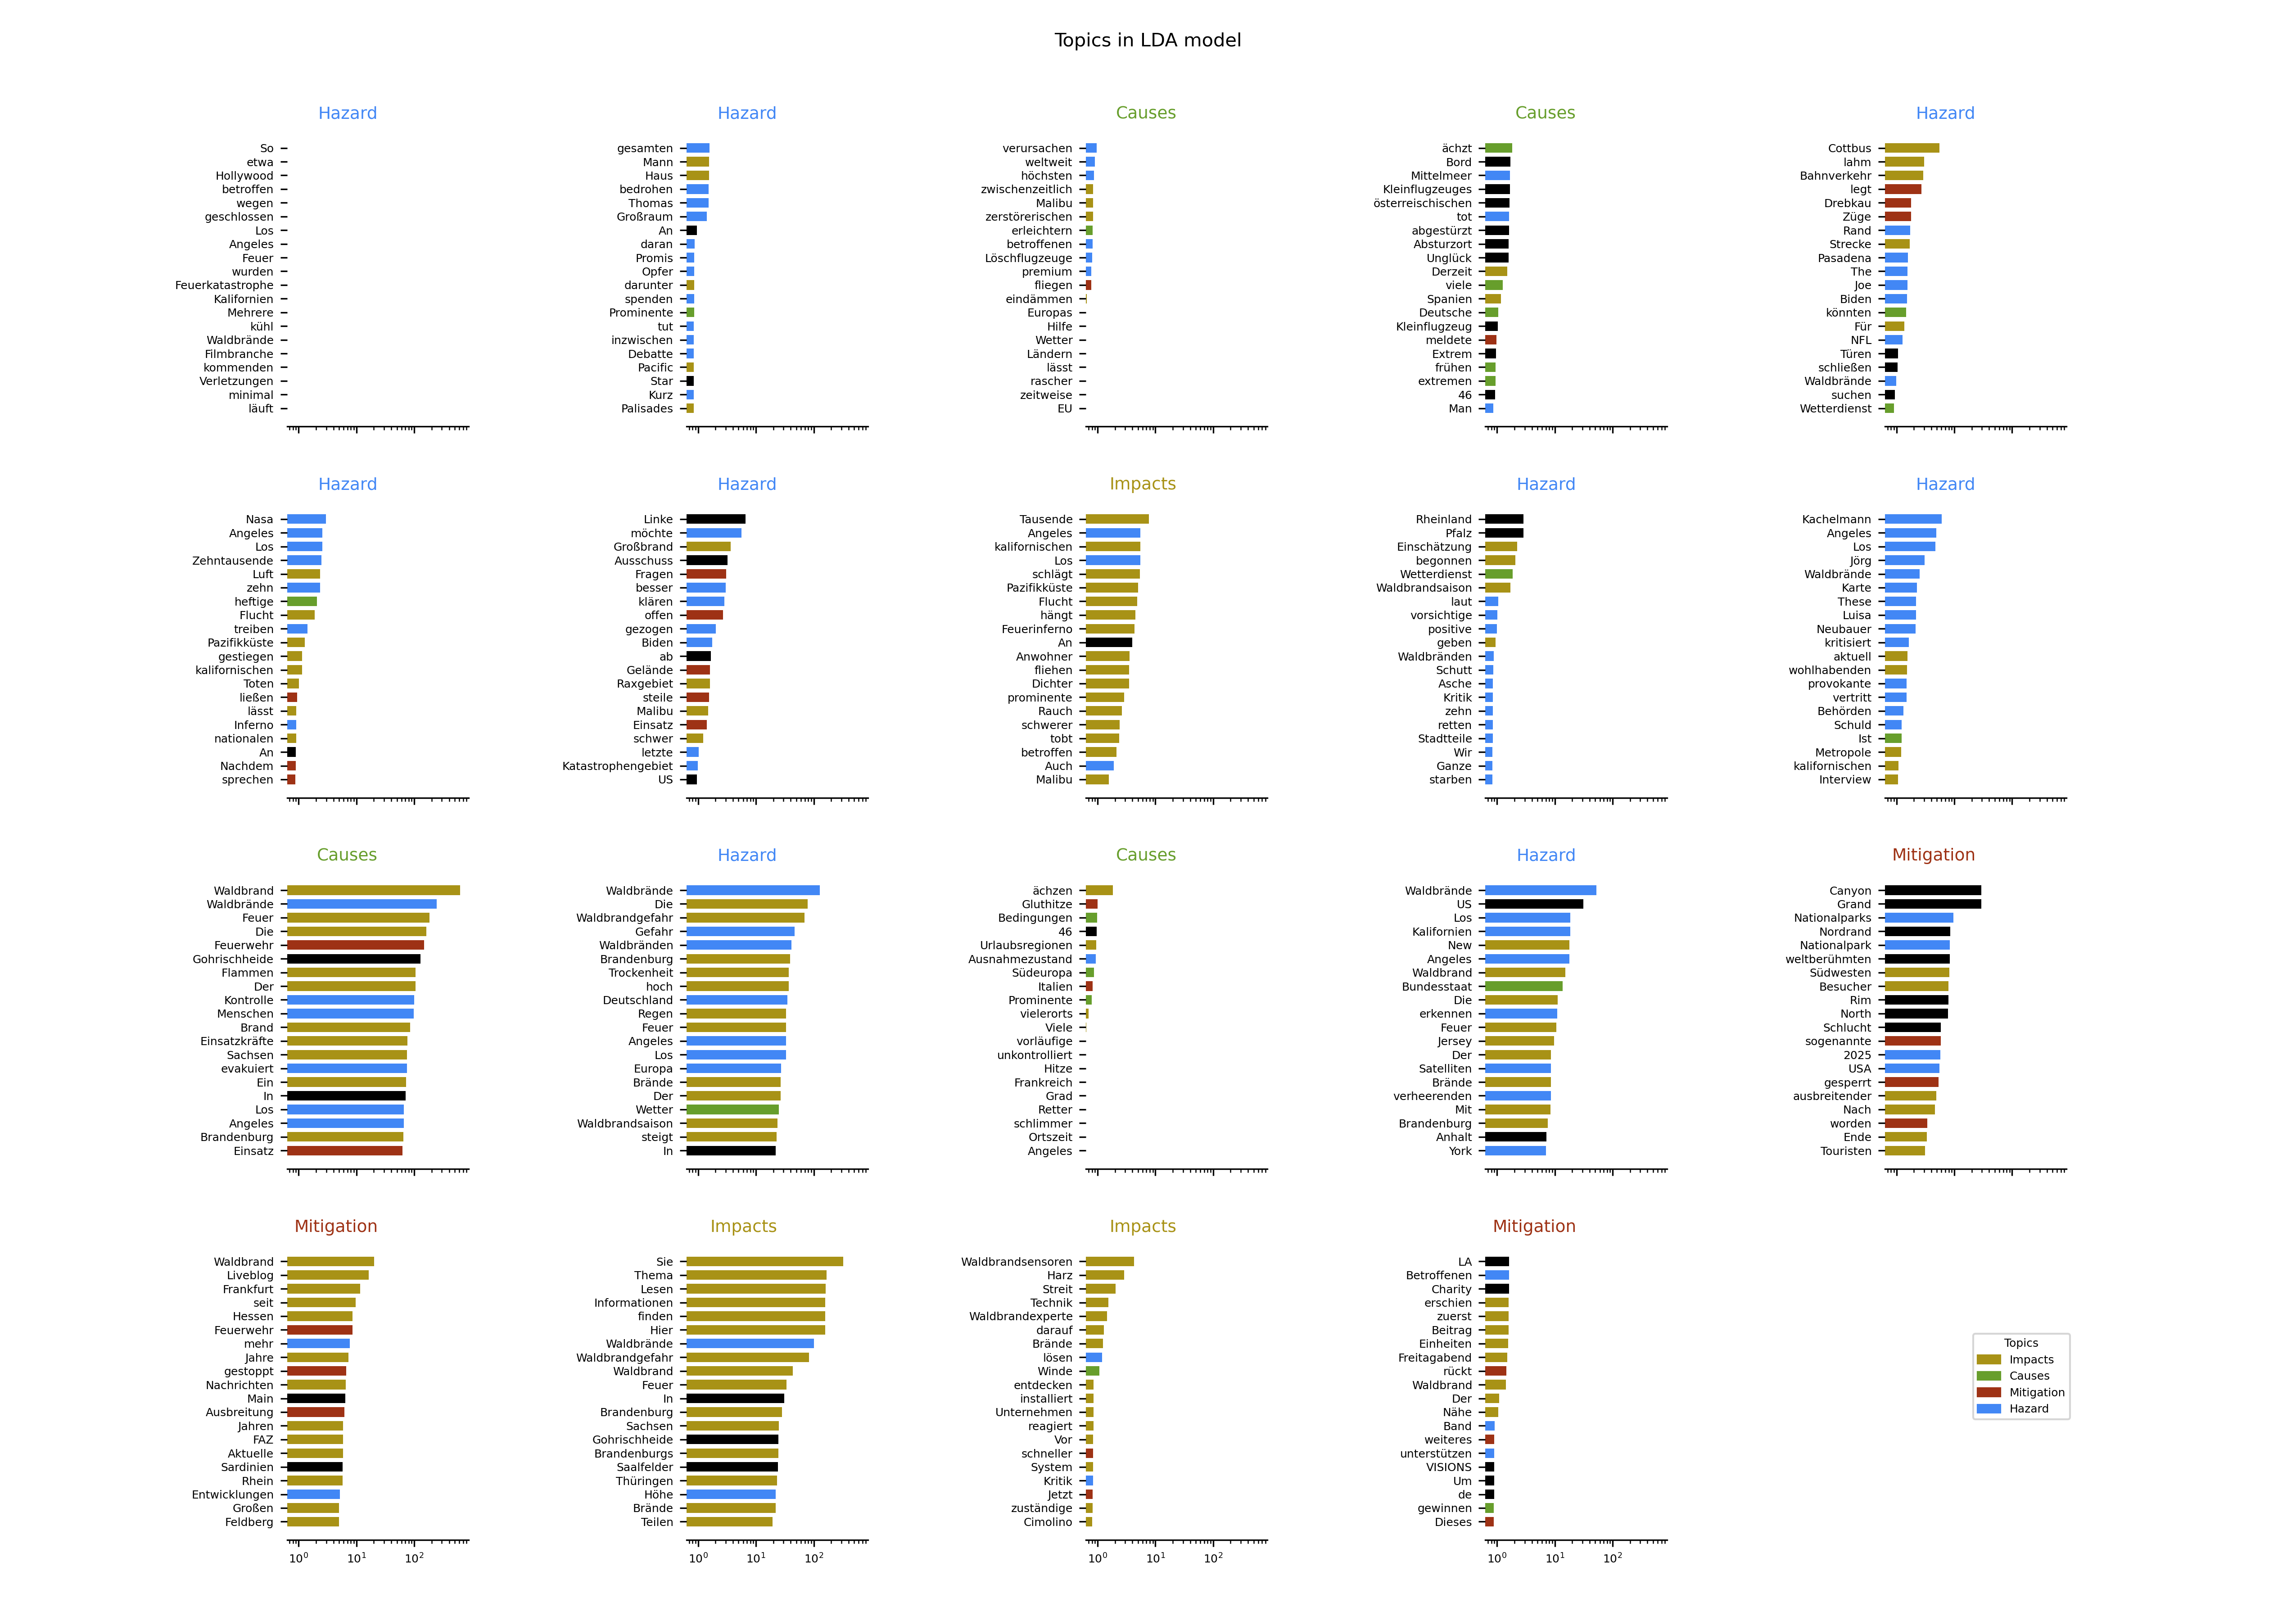 Topics in LDA model
Hazard
So
etwa
Hollywood
betroffen
wegen
geschlossen
Los
Angeles
Feuer
wurden
Feuerkatastrophe
Kalifornien
Mehrere
kühl
Waldbrände
Filmbranche
kommenden
Verletzungen
minimal
läuft
Hazard
gesamten
Mann
Haus
bedrohen
Thomas
Großraum
An
daran
Promis
Opfer
darunter
spenden
Prominente
tut
inzwischen
Debatte
Pacific
Star
Kurz
Palisades
Causes
verursachen
weltweit
höchsten
zwischenzeitlich
Malibu
zerstörerischen
erleichtern
betroffenen
Löschflugzeuge
premium
fliegen
eindämmen
Europas
Hilfe
Wetter
Ländern
lässt
rascher
zeitweise
EU
Causes
ächzt
Bord
Mittelmeer
Kleinflugzeuges
österreischischen
tot
abgestürzt
Absturzort
Unglück
Derzeit
viele
Spanien
Deutsche
Kleinflugzeug
meldete
Extrem
frühen
extremen
46
Man
Hazard
Cottbus
lahm
Bahnverkehr
legt
Drebkau
Züge
Rand
Strecke
Pasadena
The
Joe
Biden
könnten
Für
NFL
Türen
schließen
Waldbrände
suchen
Wetterdienst
Hazard
Nasa
Angeles
Los
Zehntausende
Luft
zehn
heftige
Flucht
treiben
Pazifikküste
gestiegen
kalifornischen
Toten
ließen
lässt
Inferno
nationalen
An
Nachdem
sprechen
Hazard
Linke
möchte
Großbrand
Ausschuss
Fragen
besser
klären
offen
gezogen
Biden
ab
Gelände
Raxgebiet
steile
Malibu
Einsatz
schwer
letzte
Katastrophengebiet
US
Impacts
Tausende
Angeles
kalifornischen
Los
schlägt
Pazifikküste
Flucht
hängt
Feuerinferno
An
Anwohner
fliehen
Dichter
prominente
Rauch
schwerer
tobt
betroffen
Auch
Malibu
Hazard
Rheinland
Pfalz
Einschätzung
begonnen
Wetterdienst
Waldbrandsaison
laut
vorsichtige
positive
geben
Waldbränden
Schutt
Asche
Kritik
zehn
retten
Stadtteile
Wir
Ganze
starben
Hazard
Kachelmann
Angeles
Los
Jörg
Waldbrände
Karte
These
Luisa
Neubauer
kritisiert
aktuell
wohlhabenden
provokante
vertritt
Behörden
Schuld
Ist
Metropole
kalifornischen
Interview
Causes
Waldbrand
Waldbrände
Feuer
Die
Feuerwehr
Gohrischheide
Flammen
Der
Kontrolle
Menschen
Brand
Einsatzkräfte
Sachsen
evakuiert
Ein
In
Los
Angeles
Brandenburg
Einsatz
Hazard
Waldbrände
Die
Waldbrandgefahr
Gefahr
Waldbränden
Brandenburg
Trockenheit
hoch
Deutschland
Regen
Feuer
Angeles
Los
Europa
Brände
Der
Wetter
Waldbrandsaison
steigt
In
Causes
ächzen
Gluthitze
Bedingungen
46
Urlaubsregionen
Ausnahmezustand
Südeuropa
Italien
Prominente
vielerorts
Viele
vorläufige
unkontrolliert
Hitze
Frankreich
Grad
Retter
schlimmer
Ortszeit
Angeles
Hazard
Waldbrände
US
Los
Kalifornien
New
Angeles
Waldbrand
Bundesstaat
Die
erkennen
Feuer
Jersey
Der
Satelliten
Brände
verheerenden
Mit
Brandenburg
Anhalt
York
Mitigation
Canyon
Grand
Nationalparks
Nordrand
Nationalpark
weltberühmten
Südwesten
Besucher
Rim
North
Schlucht
sogenannte
2025
USA
gesperrt
ausbreitender
Nach
worden
Ende
Touristen
Mitigation
Waldbrand
Liveblog
Frankfurt
seit
Hessen
Feuerwehr
mehr
Jahre
gestoppt
Nachrichten
Main
Ausbreitung
Jahren
FAZ
Aktuelle
Sardinien
Rhein
Entwicklungen
Großen
Feldberg
10⁰ 10¹ 10²
Impacts
Sie
Thema
Lesen
Informationen
finden
Hier
Waldbrände
Waldbrandgefahr
Waldbrand
Feuer
In
Brandenburg
Sachsen
Gohrischheide
Brandenburgs
Saalfelder
Thüringen
Höhe
Brände
Teilen
10⁰ 10¹ 10²
Impacts
Waldbrandsensoren
Harz
Streit
Technik
Waldbrandexperte
darauf
Brände
lösen
Winde
entdecken
installiert
Unternehmen
reagiert
Vor
schneller
System
Kritik
Jetzt
zuständige
Cimolino
10⁰ 10¹ 10²
Mitigation
LA
Betroffenen
Charity
erschien
zuerst
Beitrag
Einheiten
Freitagabend
rückt
Waldbrand
Der
Nähe
Band
weiteres
unterstützen
VISIONS
Um
de
gewinnen
Dieses
10⁰ 10¹ 10²
Topics
Impacts
Causes
Mitigation
Hazard